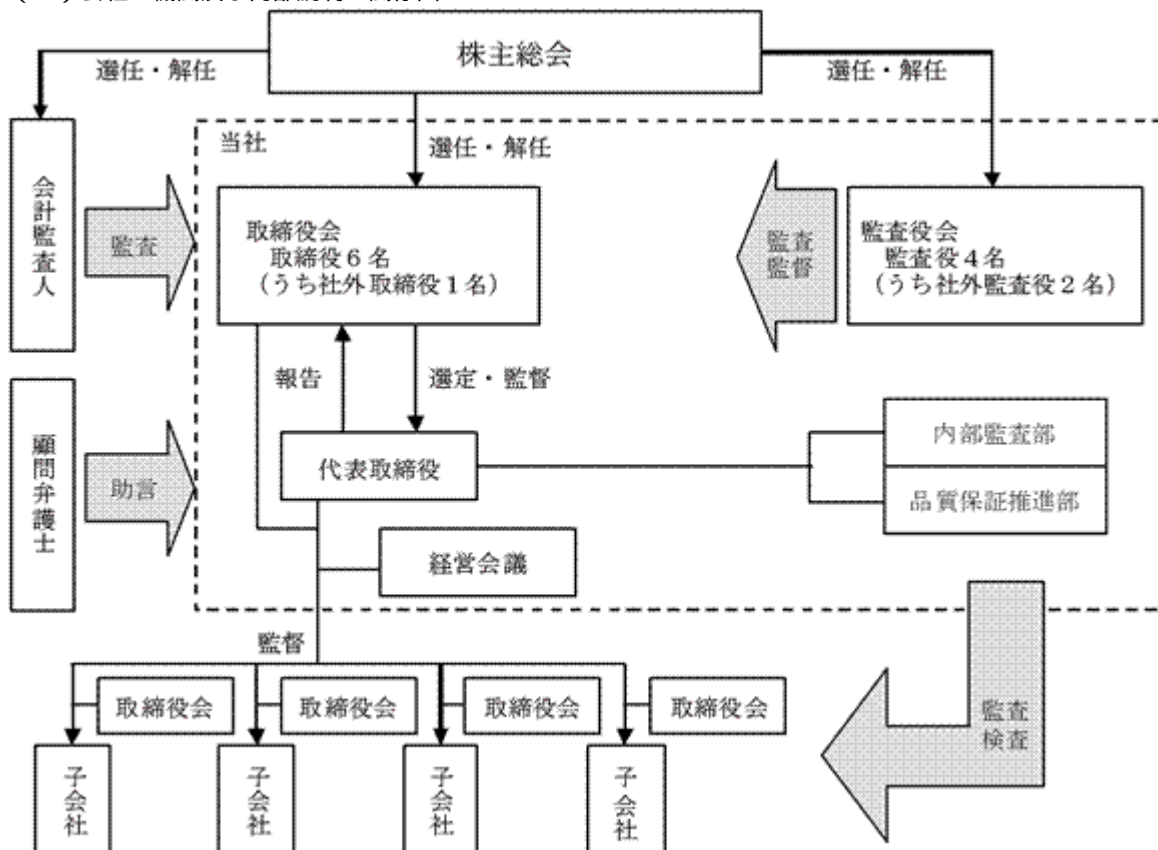 株主総会
選任・解任
選任・解任
選任・解任
当社
会計監査人
監査
取締役会
取締役6名
(うち社外取締役1名)
監査
監督
監査役会
監査役4名
(うち社外監査役2名)
報告
選定・監督
顧問弁護士
助言
代表取締役
内部監査部
品質保証推進部
経営会議
監督
取締役会
取締役会
取締役会
取締役会
監査
検査
子会社
子会社
子会社
子会社